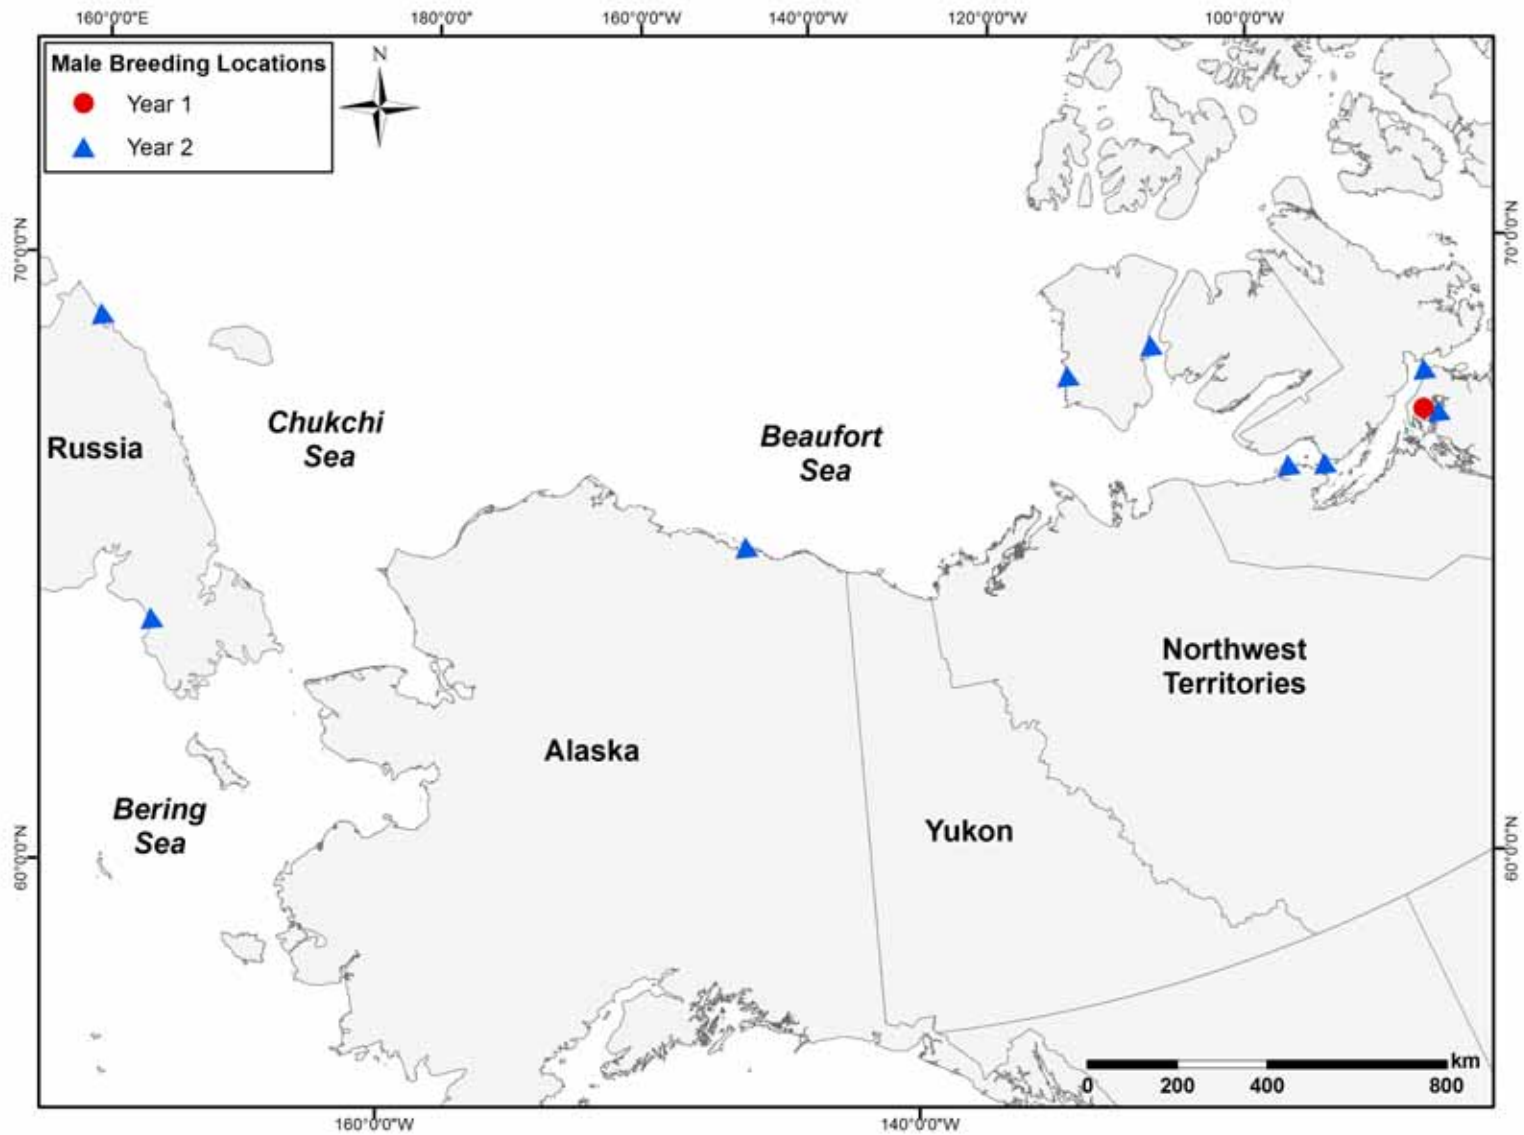 160°0'0"E 180°0'0" 160°0'0"W 140°0'0"W 120°0'0"W 100°0'0"W
Male Breeding Locations
Year 1
Year 2
N
70°0'0"N
70°0'0"N
Chukchi
Sea
Russia
Beaufort
Sea
Northwest
Territories
Alaska
Bering
Sea
Yukon
60°0'0"N
60°0'0"N
km
0 200 400 800
160°0'0"W 140°0'0"W